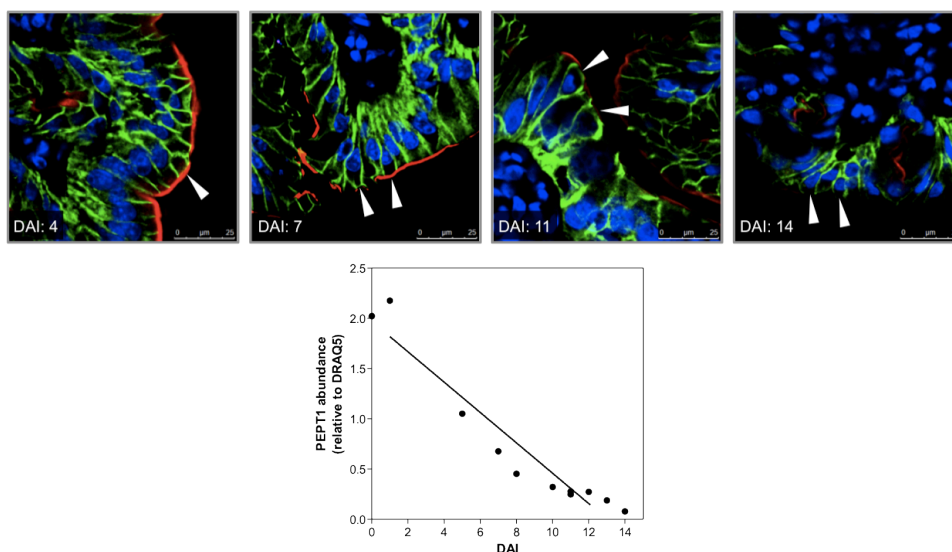 DAI: 4
0 µm 25
DAI: 7
0 µm 25
DAI: 11
0 µm 25
DAI: 14
0 µm 25
PEPT1 abundance
(relative to DRAQ5)
2.5
2.0
1.5
1.0
0.5
0.0
0 2 4 6 8 10 12 14
DAI